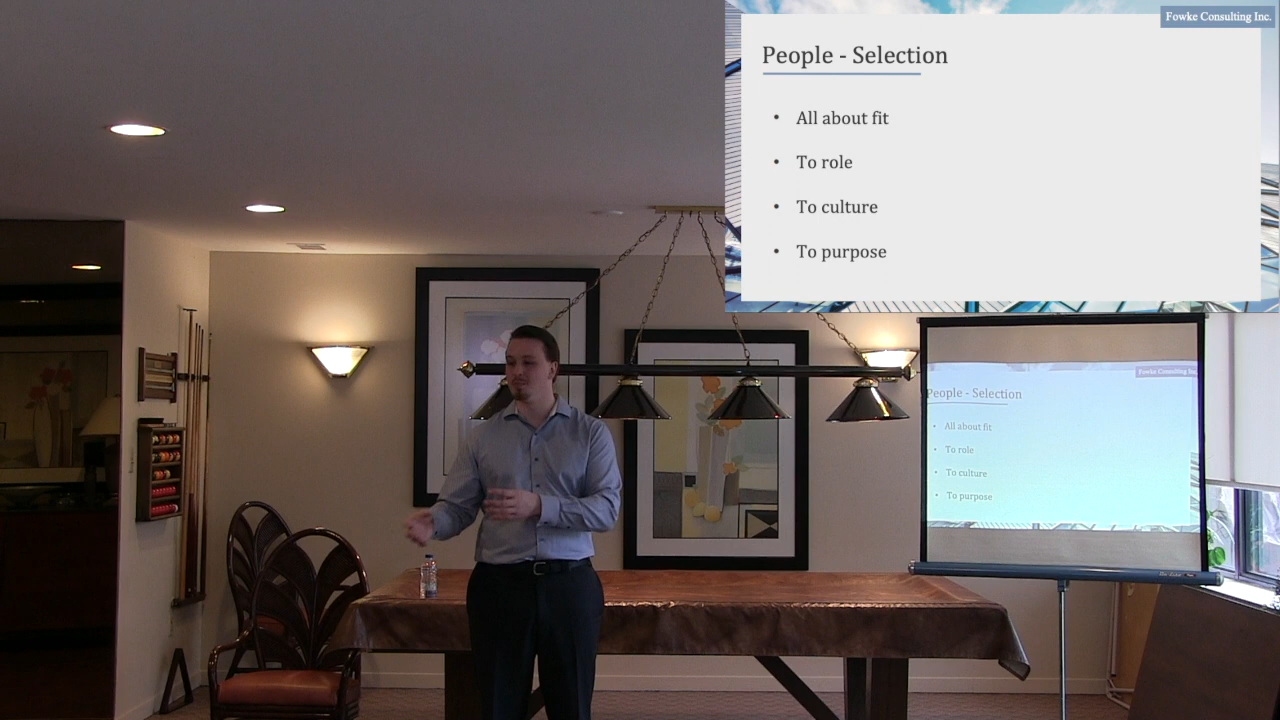 Fowke Consulting Inc.
People - Selection
• All about fit
• To role
• To culture
• To purpose
Fowke Consulting Inc.
People - Selection
• All about fit
• To role
• To culture
• To purpose